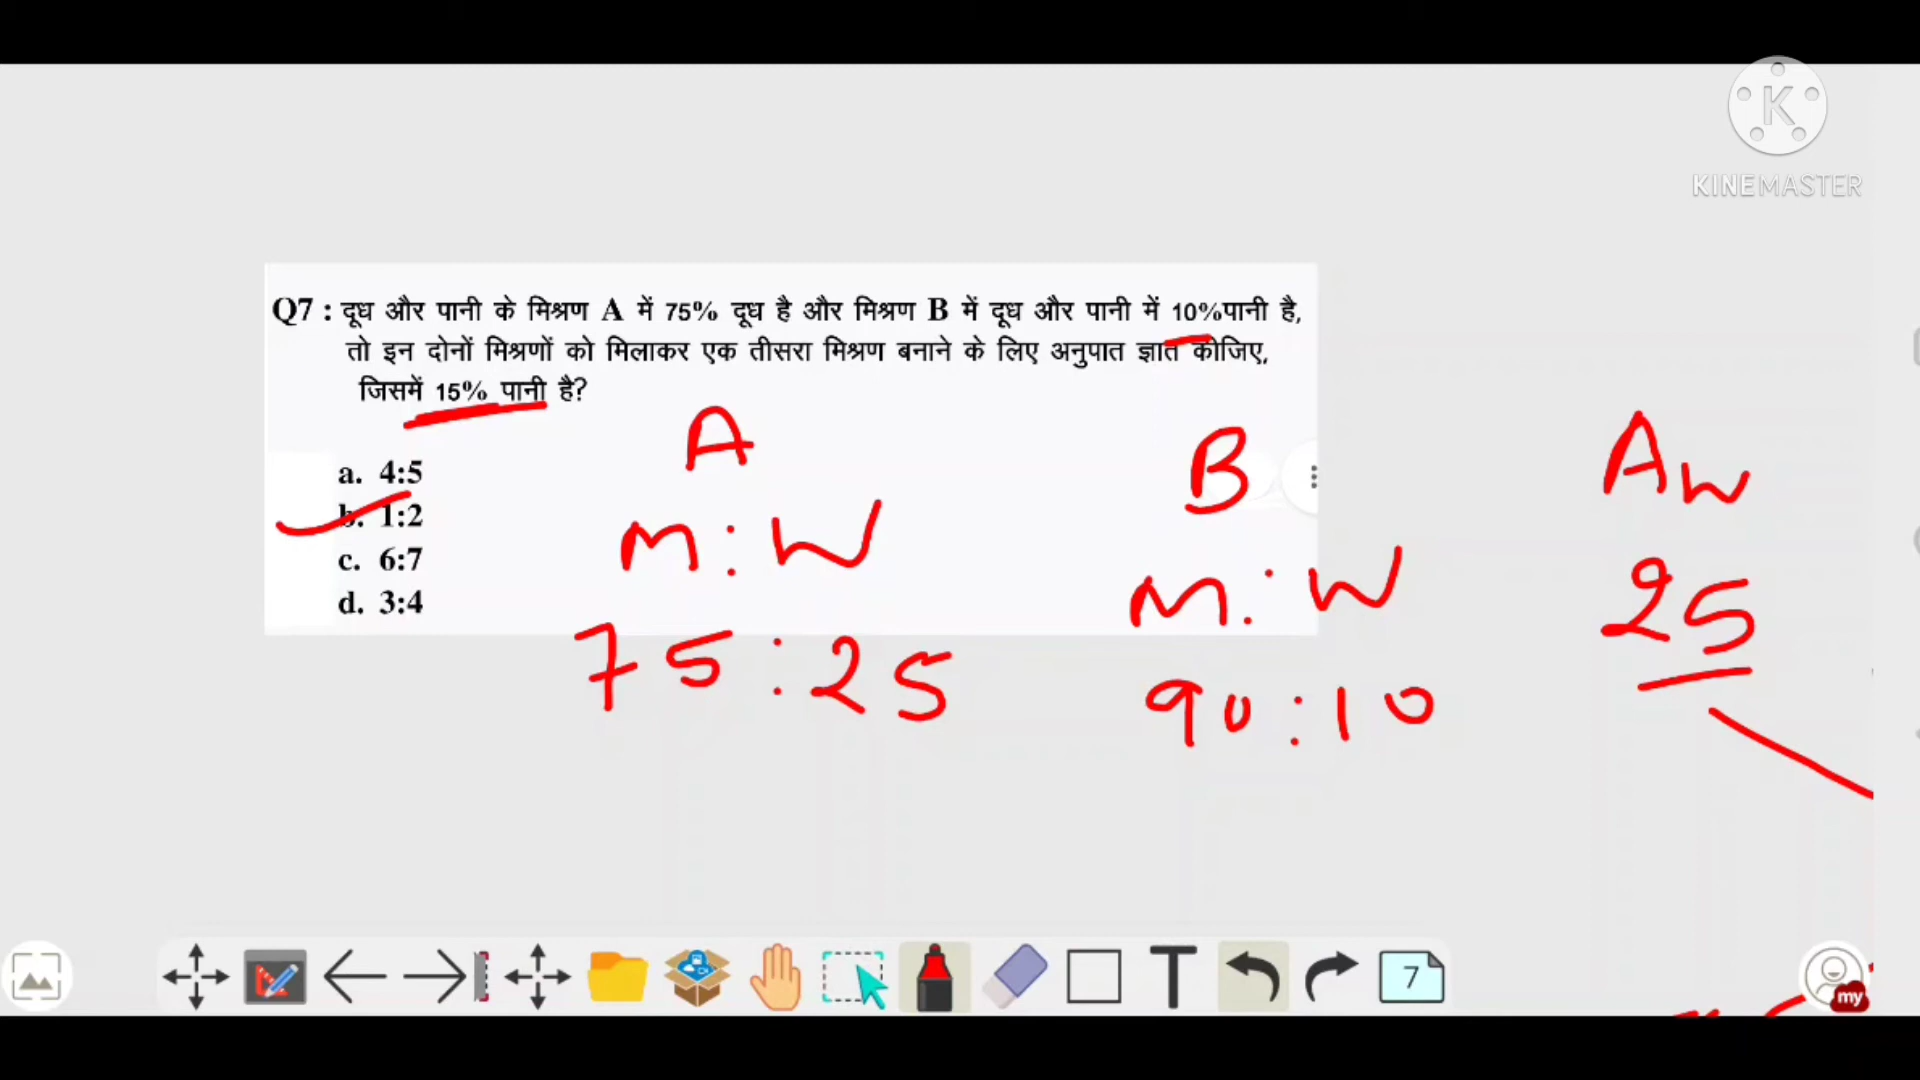 K
KINEMASTER
Q7 : दूध और पानी के मिश्रण A में 75% दूध है और मिश्रण B में दूध और पानी में 10%पानी है,
तो इन दोनों मिश्रणों को मिलाकर एक तीसरा मिश्रण बनाने के लिए अनुपात ज्ञात कीजिए,
जिसमें 15% पानी है?
a. 4:5
b. 1:2
c. 6:7
d. 3:4
A
M:W
75:25
B
M:W
90:10
Aw
25
T
7
my